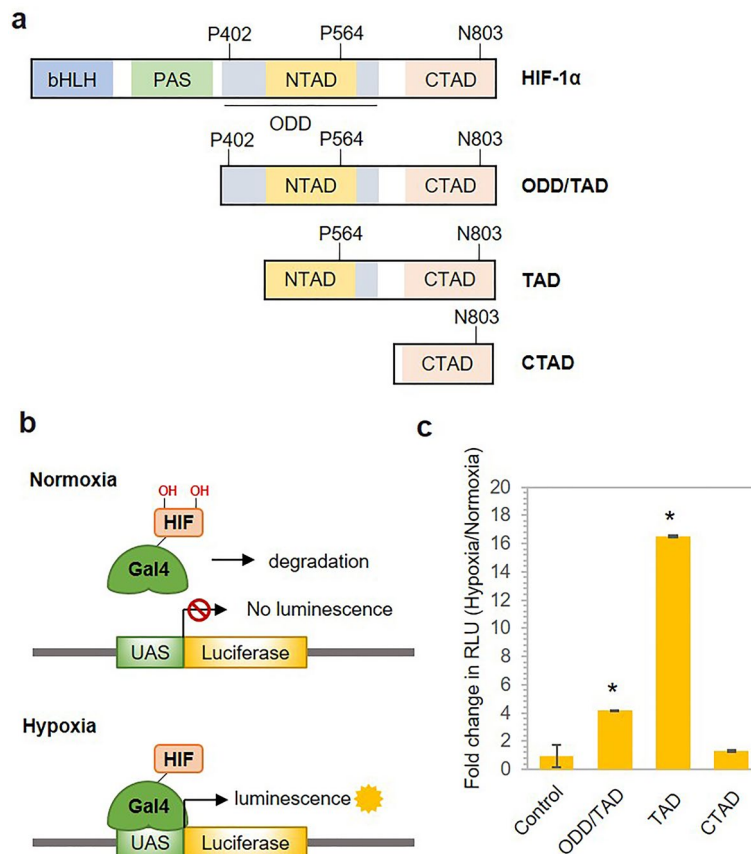 a
P402 P564 N803
bHLH PAS NTAD CTAD HIF-1α
ODD
P402 P564 N803
NTAD CTAD ODD/TAD
P564 N803
NTAD CTAD TAD
N803
CTAD CTAD
b
Normoxia
OH OH
HIF
Gal4 degradation
No luminescence
UAS Luciferase
Hypoxia
HIF
Gal4 luminescence
UAS Luciferase
c
Fold change in RLU (Hypoxia/Normoxia)
20
18
16
14
12
10
8
6
4
2
0
*
*
Control ODD/TAD TAD CTAD